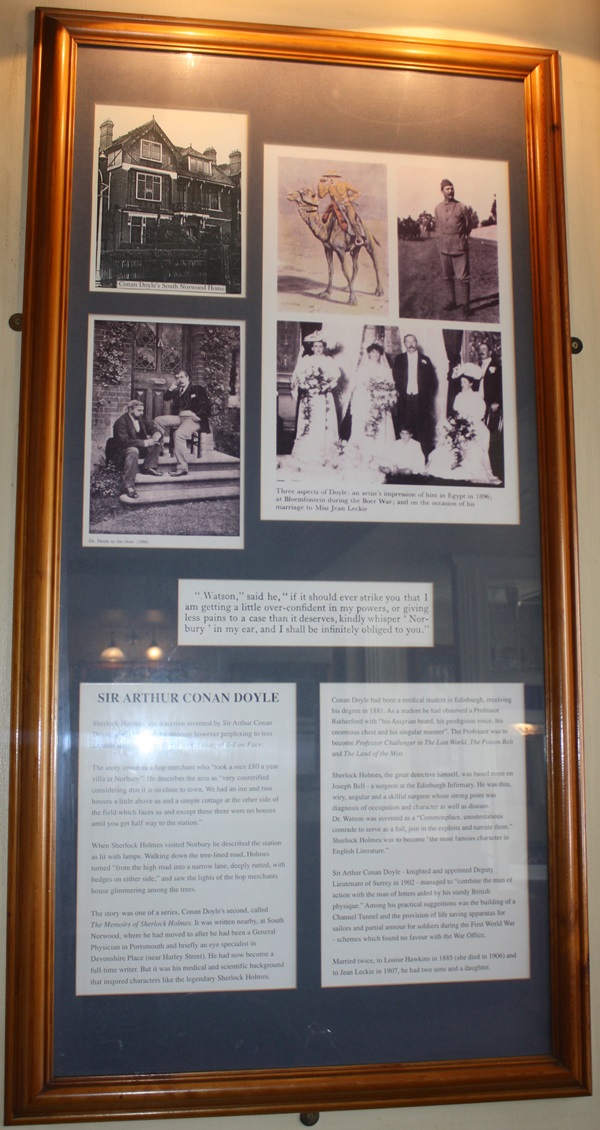 Conan Doyle's South Norwood Home
Three aspects of Doyle: an artist's impression of him in Egypt in 1896;
at Bloemfontein during the Boer War; and on the occasion of his
marriage to Miss Jean Leckie
"Watson," said he, "if it should ever strike you that I
am getting a little over-confident in my powers, or giving
less pains to a case than it deserves, kindly whisper 'Nor-
bury' in my ear, and I shall be infinitely obliged to you."
SIR ARTHUR CONAN DOYLE
Sherlock Holmes invented by Sir Arthur Conan
however perplexing to less
Yellow Face.
The story involves a hop merchant who "took a nice £80 a year
villa at Norbury". He describes the area as "very countrified
considering that it is so close to town. We had an inn and two
houses a little above us and a single cottage at the other side of
the field which faces us and except these there were no houses
until you get half way to the station."
When Sherlock Holmes visited Norbury he described the station
as lit with lamps. Walking down the tree-lined road, Holmes
turned "from the high road into a narrow lane, deeply rutted, with
hedges on either side," and saw the lights of the hop merchants
house glimmering among the trees.
The story was one of a series, Conan Doyle's second, called
The Memoirs of Sherlock Holmes. It was written nearby, at South
Norwood, where he had moved to after he had been a General
Physician in Portsmouth and briefly an eye specialist in
Devonshire Place (near Harley Street). He had now become a
full-time writer. But it was his medical and scientific background
that inspired characters like the legendary Sherlock Holmes.
Conan Doyle had been a medical student in Edinburgh, receiving
his degree in 1881. As a student he had observed a Professor
Rutherford with "his Assyrian beard, his prodigious voice, his
enormous chest and his singular manner". The Professor was to
become Professor Challenger in The Lost World, The Poison Belt
and The Land of the Mist.
Sherlock Holmes, the great detective himself, was based more on
Joseph Bell - a surgeon at the Edinburgh Infirmary. He was thin,
wiry, angular and a skilful surgeon whose strong point was
diagnosis of occupation and character as well as disease.
Dr. Watson was invented as a "Commonplace, unostentatious
comrade to serve as a foil, join in the exploits and narrate them."
Sherlock Holmes was to become "the most famous character in
English Literature."
Sir Arthur Conan Doyle - knighted and appointed Deputy
Lieutenant of Surrey in 1902 - managed to "combine the man of
action with the man of letters aided by his sturdy British
physique." Among his practical suggestions was the building of a
Channel Tunnel and the provision of life saving apparatus for
sailors and partial armour for soldiers during the First World War
- schemes which found no favour with the War Office.
Married twice, to Louise Hawkins in 1885 (she died in 1906) and
to Jean Leckie in 1907, he had two sons and a daughter.